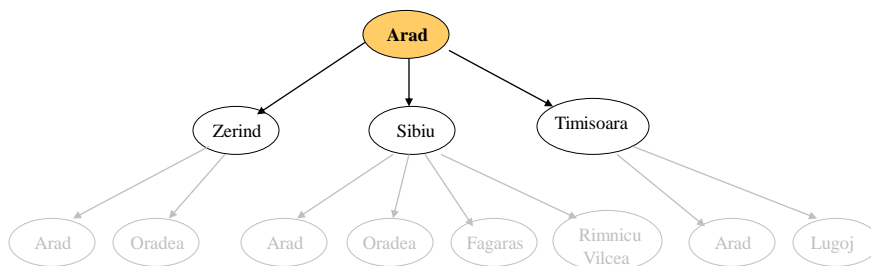 Arad
Zerind
Sibiu
Timisoara
Arad
Oradea
Arad
Oradea
Fagaras
Rimnicu
Vilcea
Arad
Lugoj